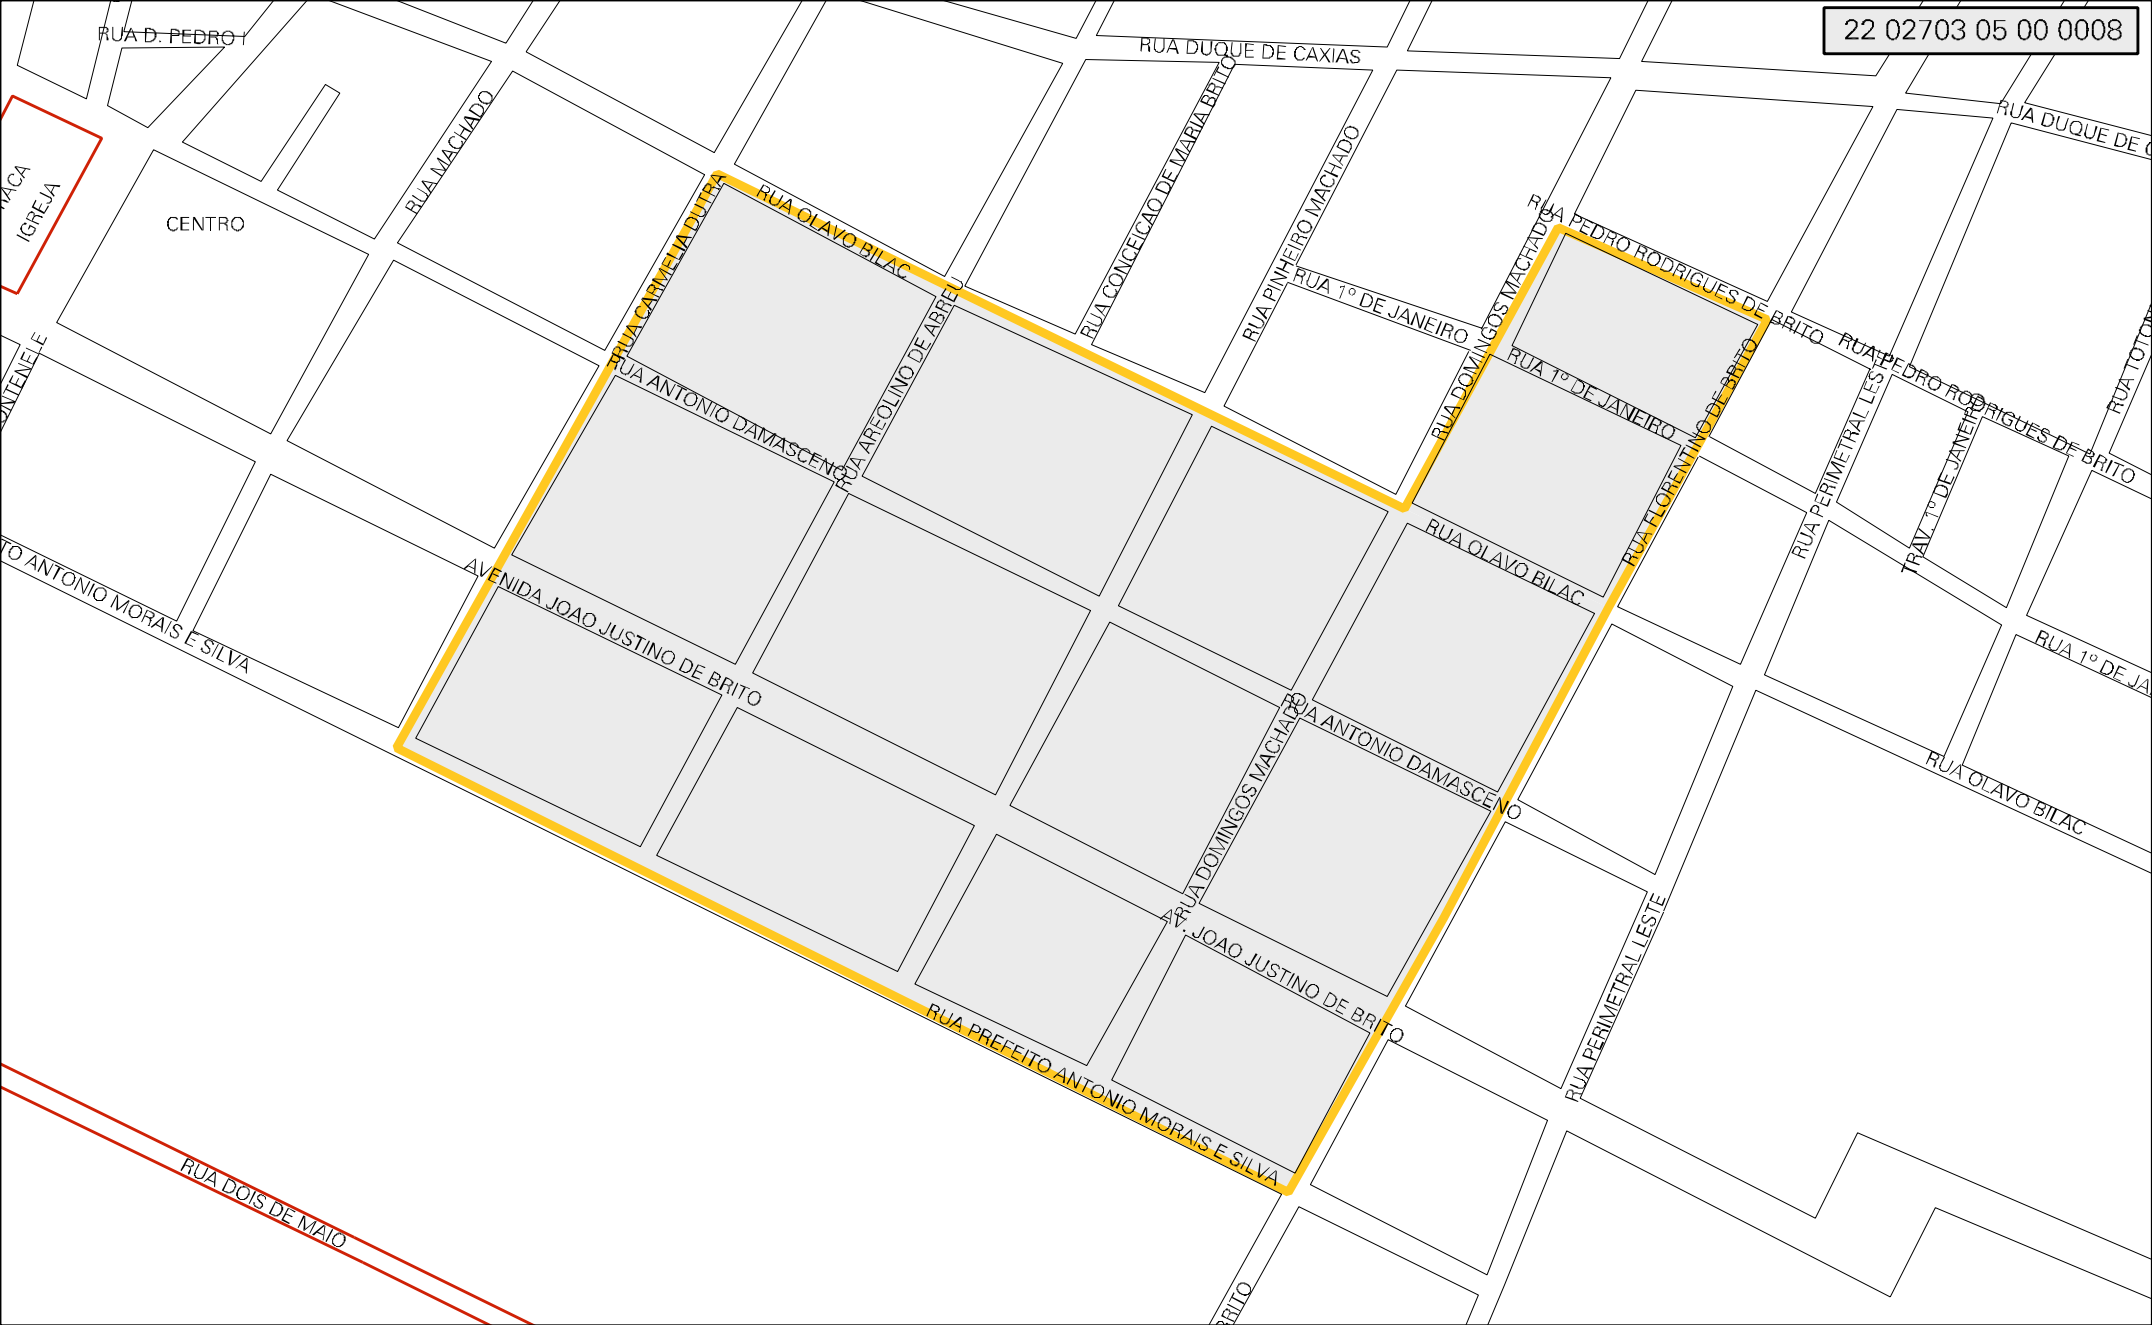 22 02703 05 00 0008
RUA D. PEDRO I
RUA DUQUE DE CAXIAS
RUA DUQUE DE
IGREJA
CENTRO
RUA MACHADO
RUA CARMELIA DUTRA
RUA OLAVO BILAC
RUA CONCEICAO DE MARIA BRITO
RUA PINHEIRO MACHADO
RUA 1º DE JANEIRO
RUA DOMINGOS MACHADO
RUA PEDRO RODRIGUES DE BRITO
RUA PEDRO RODRIGUES DE BRITO
RUA 1º DE JANEIRO
RUA FLORENTINO DE BRITO
RUA PERIMETRAL LESTE
TRAV. 1º DE JANEIRO
RUA ANTONIO DAMASCENO
RUA AREOLINO DE ABREU
RUA OLAVO BILAC
AVENIDA JOAO JUSTINO DE BRITO
TO ANTONIO MORAIS E SILVA
RUA 1º DE JA
RUA ANTONIO DAMASCENO
RUA DOMINGOS MACHADO
RUA OLAVO BILAC
AV. JOAO JUSTINO DE BRITO
RUA PERIMETRAL LESTE
RUA PREFEITO ANTONIO MORAIS E SILVA
RUA DOIS DE MAIO
BRITO